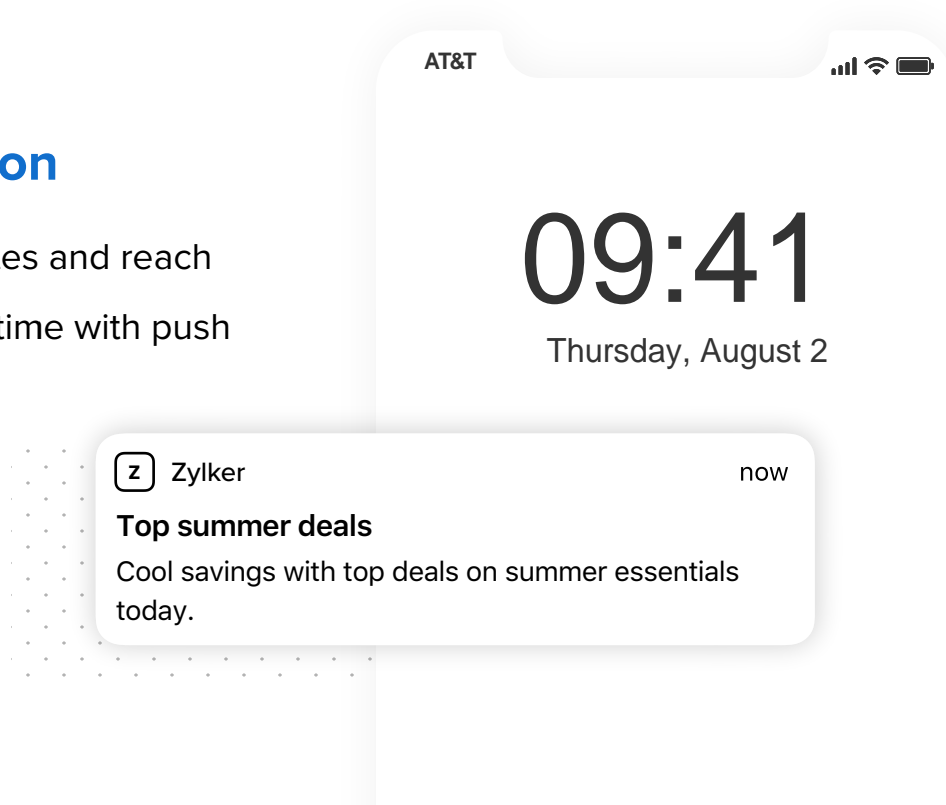 AT&T
on
es and reach
time with push
09:41
Thursday, August 2
Z Zylker now
Top summer deals
Cool savings with top deals on summer essentials
today.